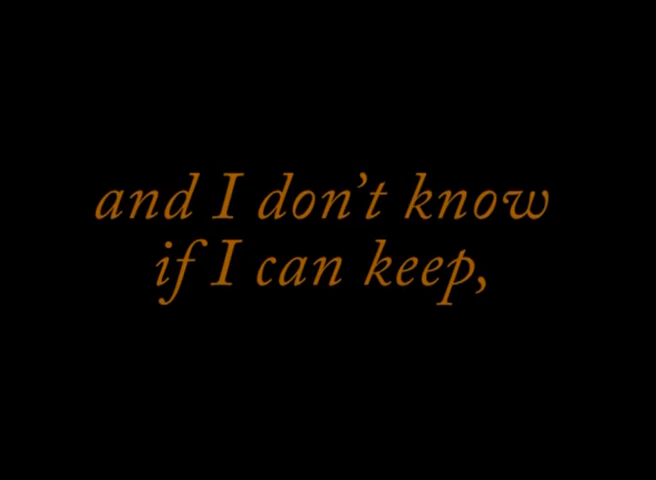 and I don’t know
if I can keep,